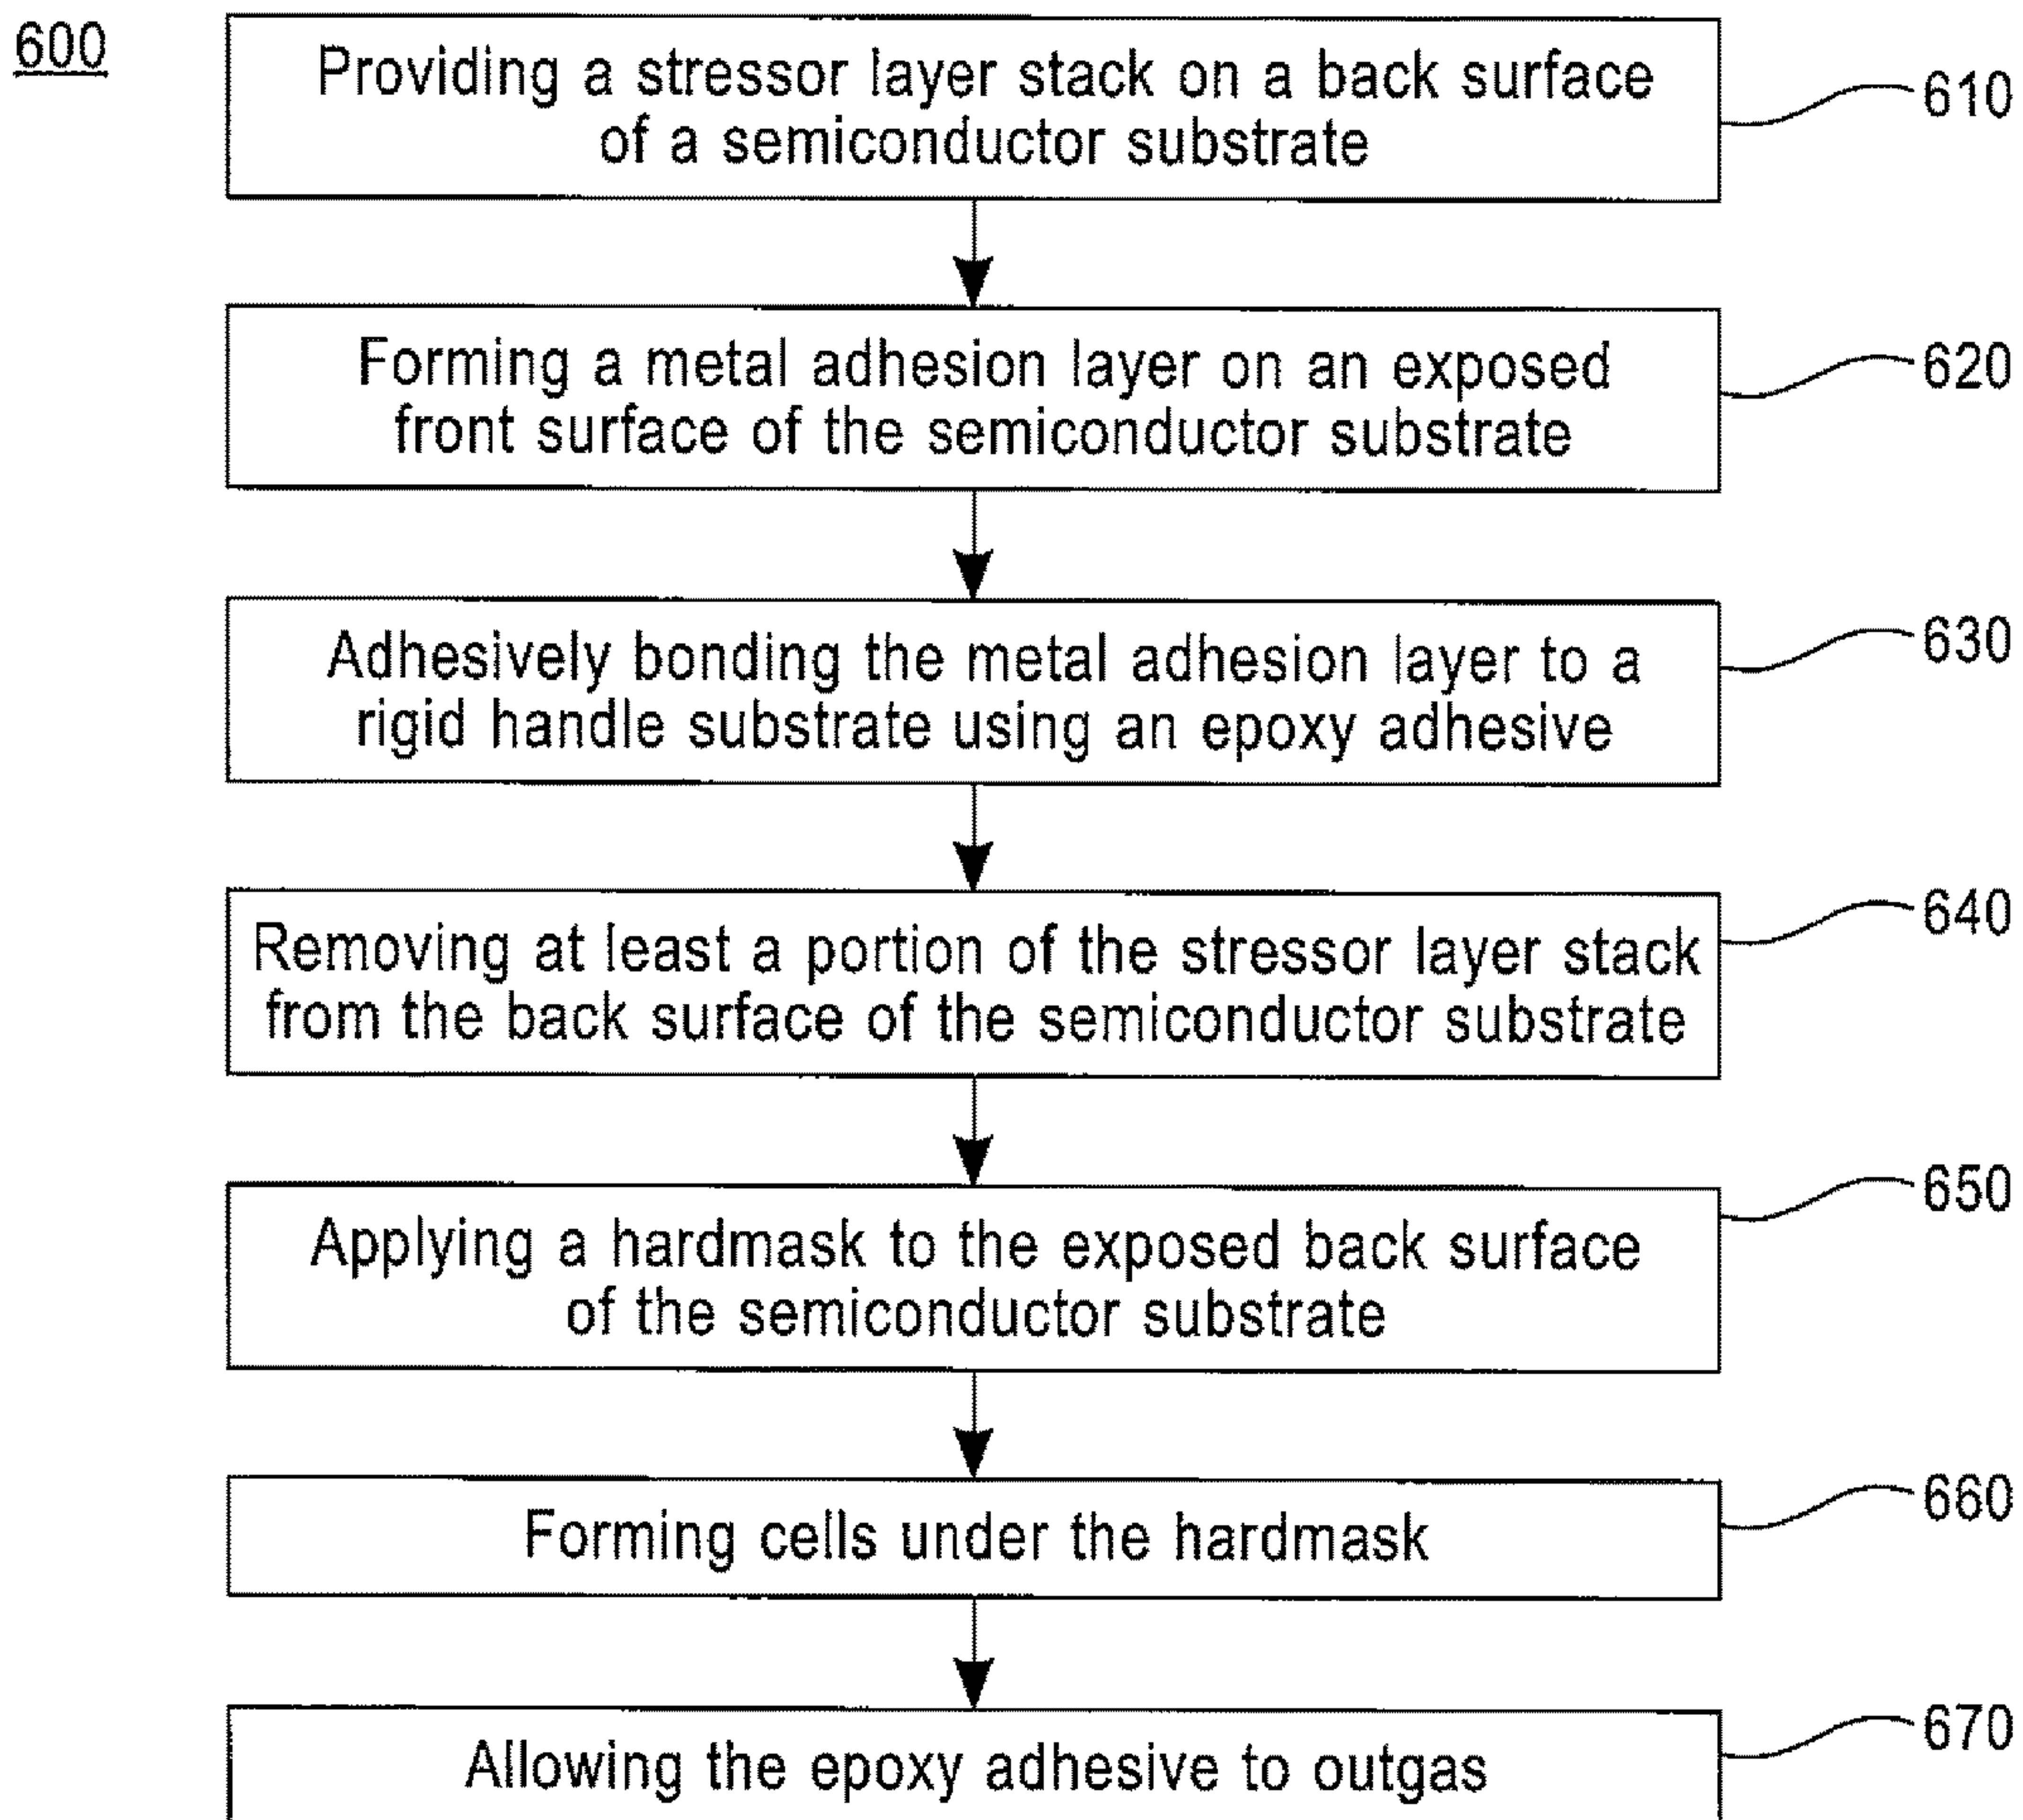 600
Providing a stressor layer stack on a back surface
of a semiconductor substrate
610
Forming a metal adhesion layer on an exposed
front surface of the semiconductor substrate
620
Adhesively bonding the metal adhesion layer to a
rigid handle substrate using an epoxy adhesive
630
Removing at least a portion of the stressor layer stack
from the back surface of the semiconductor substrate
640
Applying a hardmask to the exposed back surface
of the semiconductor substrate
650
Forming cells under the hardmask
660
Allowing the epoxy adhesive to outgas
670